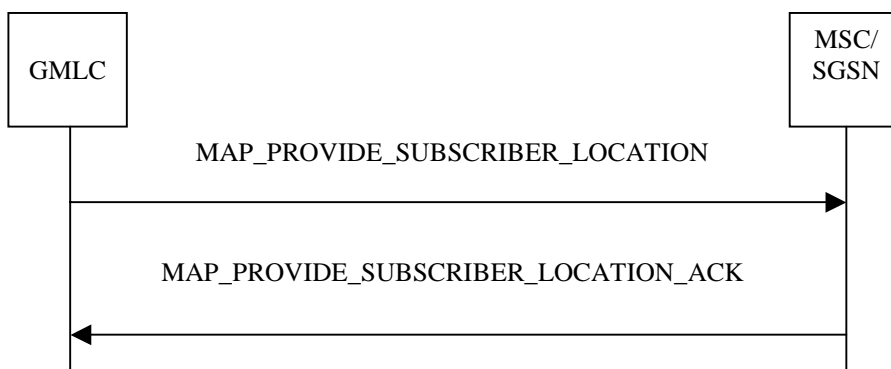 GMLC
MSC/
SGSN
MAP_PROVIDE_SUBSCRIBER_LOCATION
MAP_PROVIDE_SUBSCRIBER_LOCATION_ACK